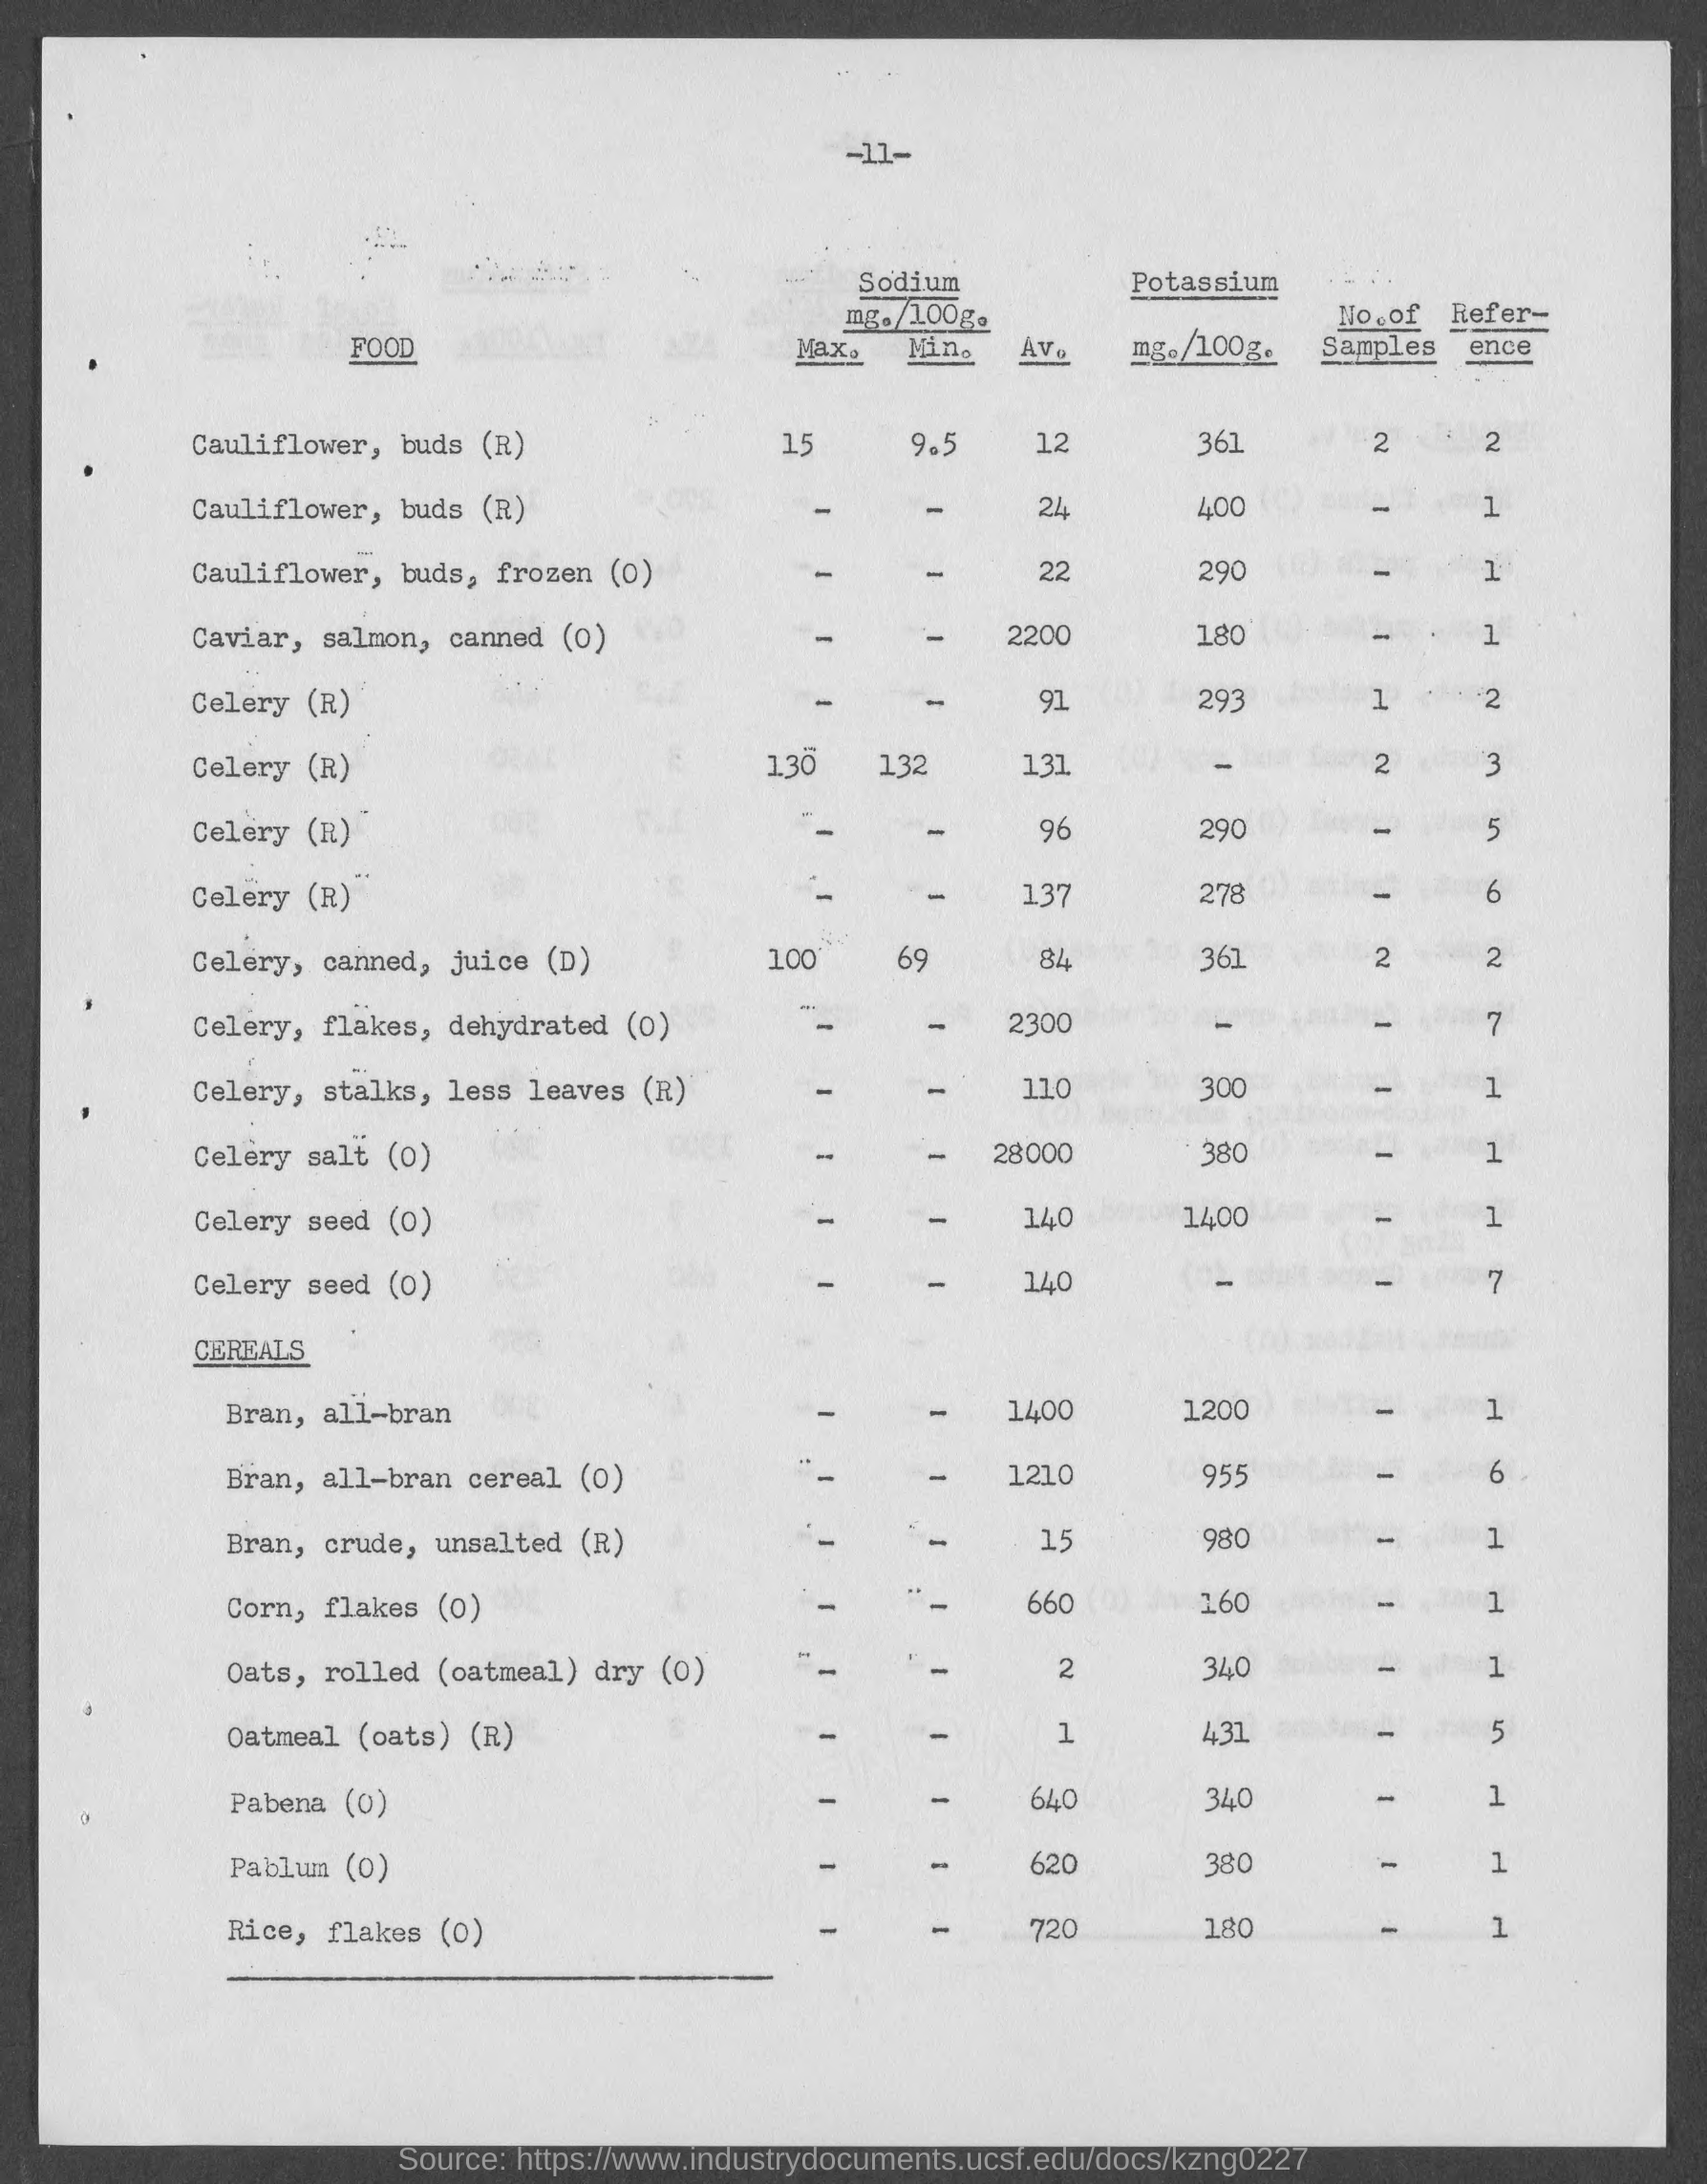 -11-
Sodium Potassium
mg./100g. No.of Refer-
FOOD Max. Min. Av. mg./100g. Samples ence
Cauliflower, buds (R) 15 9.5 12 361 2 2
Cauliflower, buds (R) - - 24 400 - 1
Cauliflower, buds, frozen (O) - - 22 290 - 1
Caviar, salmon, canned (O) - - 2200 180 - 1
Celery (R) - - 91 293 1 2
Celery (R) 130 132 131 - 2 3
Celery (R) - - 96 290 - 5
Celery (R) - - 137 278 - 6
Celery, canned, juice (D) 100 69 84 361 2 2
Celery, flakes, dehydrated (O) - - 2300 - - 7
Celery, stalks, less leaves (R) - - 110 300 - 1
Celery salt (O) - - 28000 380 - 1
Celery seed (O) - - 140 1400 - 1
Celery seed (O) - - 140 - - 7
CEREALS
Bran, all-bran - - 1400 1200 - 1
Bran, all-bran cereal (O) - - 1210 955 - 6
Bran, crude, unsalted (R) - - 15 980 - 1
Corn, flakes (O) - - 660 160 - 1
Oats, rolled (oatmeal) dry (O) - - 2 340 - 1
Oatmeal (oats) (R) - - 1 431 - 5
Pabena (O) - - 640 340 - 1
Pablum (O) - - 620 380 - 1
Rice, flakes (O) - - 720 180 - 1
Source: https://www.industrydocuments.ucsf.edu/docs/kzng0227